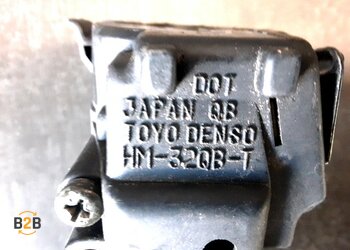 DOT
JAPAN QB
TOYO DENSO
HM-32QB-T
B2B